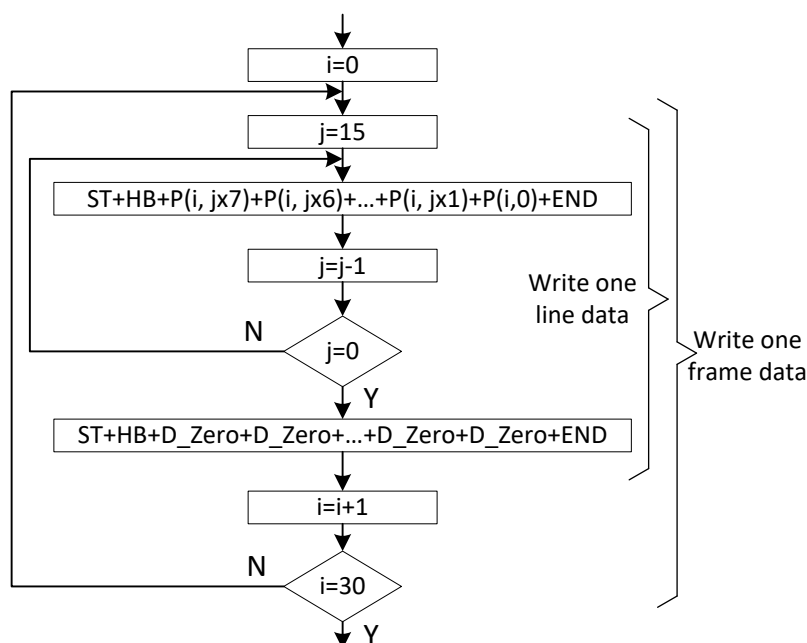 i=0
j=15
ST+HB+P(i, jx7)+P(i, jx6)+...+P(i, jx1)+P(i,0)+END
j=j-1
Write one
line data
N
j=0
Write one
frame data
Y
ST+HB+D_Zero+D_Zero+...+D_Zero+D_Zero+END
i=i+1
N
i=30
Y